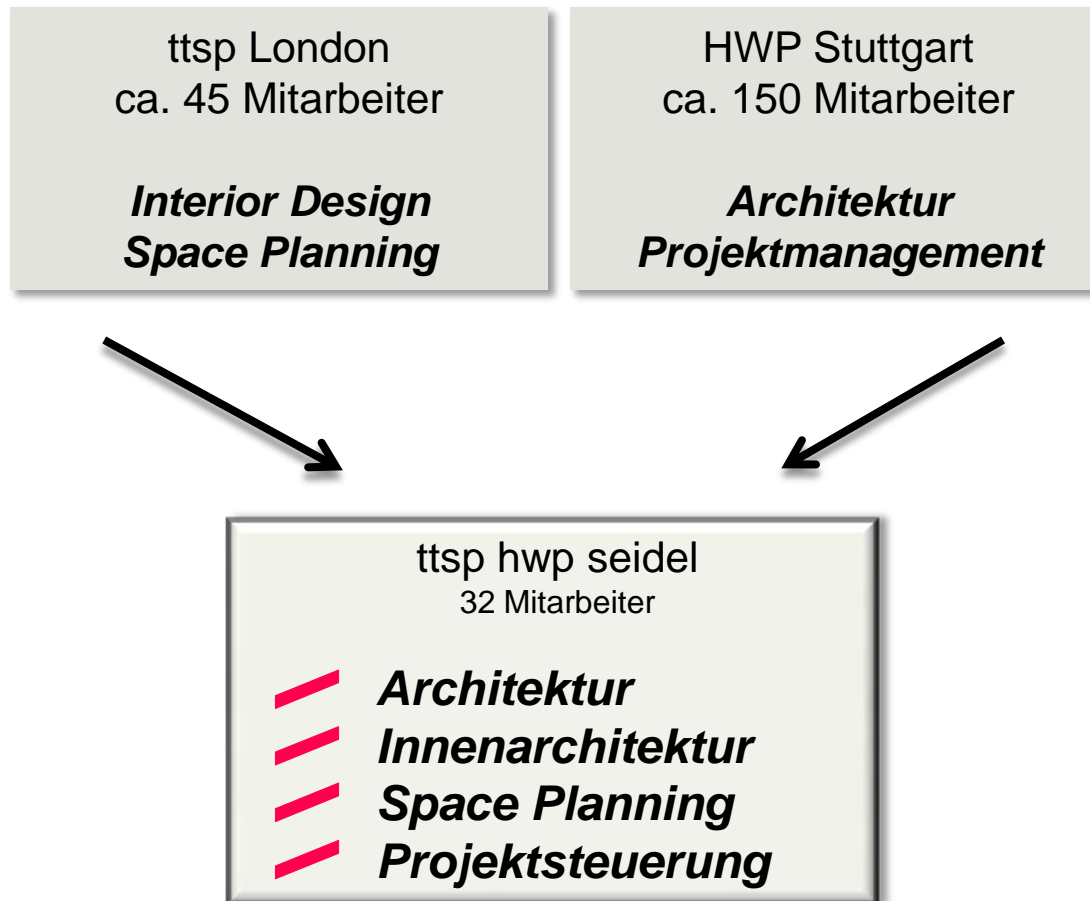 ttsp London
ca. 45 Mitarbeiter
Interior Design
Space Planning
HWP Stuttgart
ca. 150 Mitarbeiter
Architektur
Projektmanagement
ttsp hwp seidel
32 Mitarbeiter
Architektur
Innenarchitektur
Space Planning
Projektsteuerung